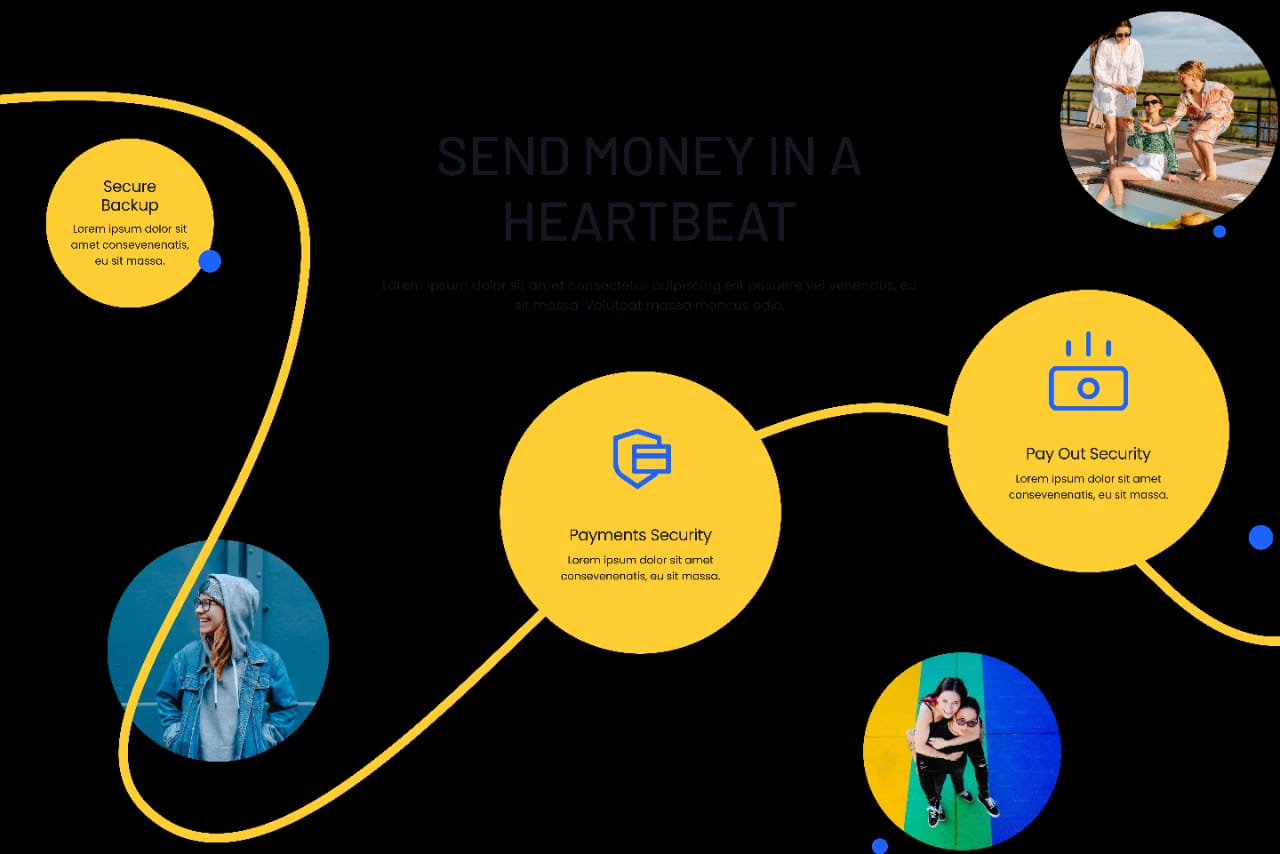 SEND MONEY IN A
HEARTBEAT
Lorem ipsum dolor sit amet consectetur adipiscing elit posuere vel venenatis, eu
sit massa. Volutpat massa rhoncus odio.
Secure
Backup
Lorem ipsum dolor sit
amet consevenenatis,
eu sit massa.
Payments Security
Lorem ipsum dolor sit amet
consevenenatis, eu sit massa.
Pay Out Security
Lorem ipsum dolor sit amet
consevenenatis, eu sit massa.